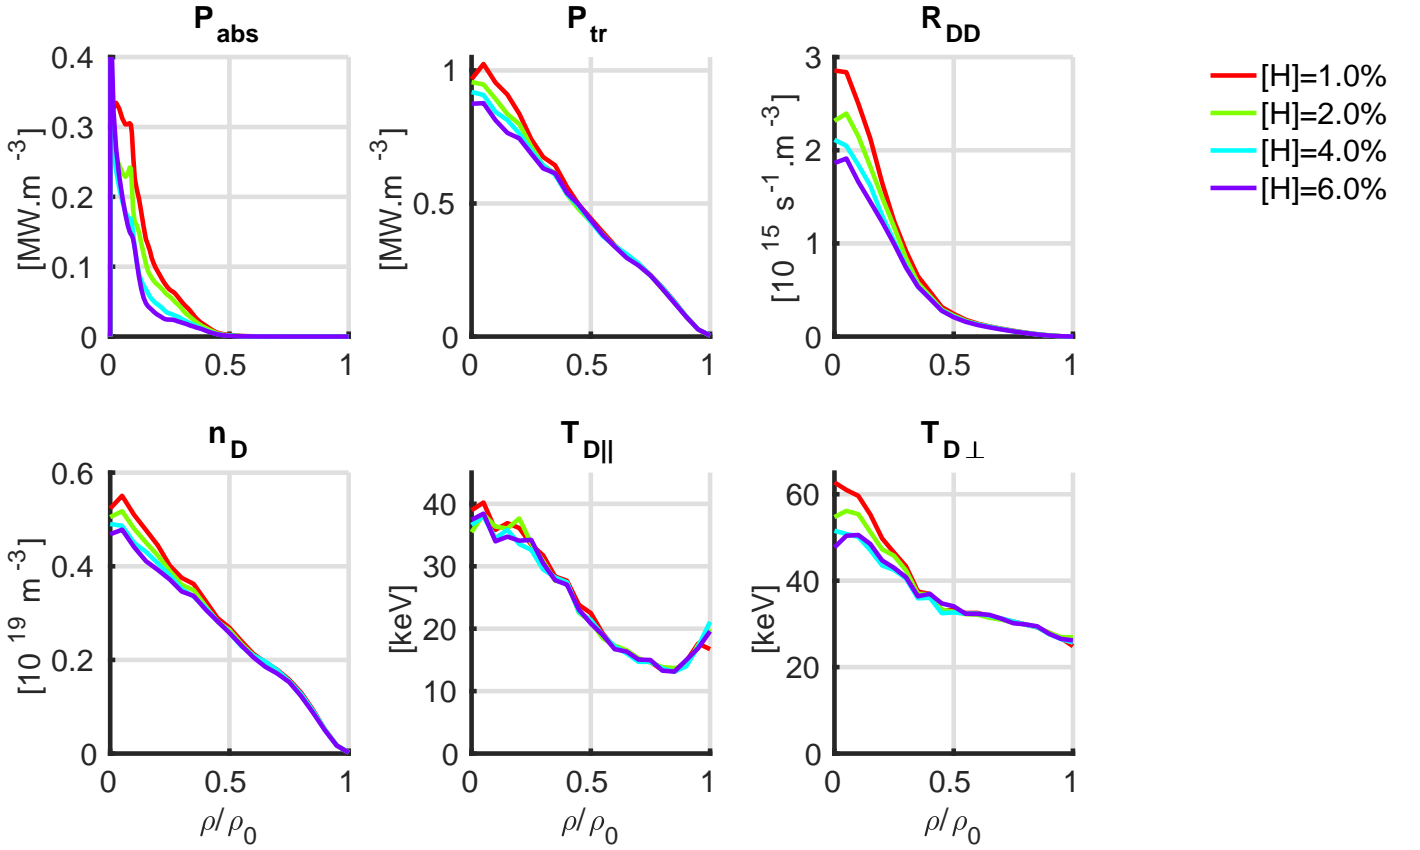 P_abs
P_tr
R_DD
[MW.m^-3]
0.4
0.3
0.2
0.1
0
0 0.5 1
[MW.m^-3]
1
0.5
0
0 0.5 1
[10^15 s^-1.m^-3]
3
2
1
0
0 0.5 1
[H]=1.0%
[H]=2.0%
[H]=4.0%
[H]=6.0%
n_D
T_D||
T_D⊥
[10^19 m^-3]
0.6
0.4
0.2
0
0 0.5 1
ρ/ρ_0
[keV]
40
30
20
10
0
0 0.5 1
ρ/ρ_0
[keV]
60
40
20
0
0 0.5 1
ρ/ρ_0